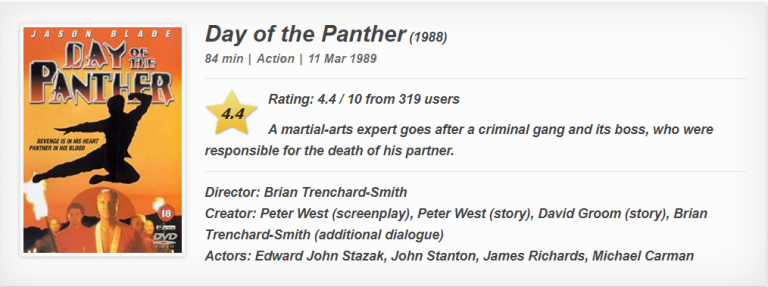 JASON BLADE
DAY OF THE PANTHER
REVENGE IS IN HIS HEART
PANTHER IN HIS BLOOD
18
DVD
Day of the Panther (1988)
84 min | Action | 11 Mar 1989
4.4
Rating: 4.4 / 10 from 319 users
A martial-arts expert goes after a criminal gang and its boss, who were
responsible for the death of his partner.
Director: Brian Trenchard-Smith
Creator: Peter West (screenplay), Peter West (story), David Groom (story), Brian
Trenchard-Smith (additional dialogue)
Actors: Edward John Stazak, John Stanton, James Richards, Michael Carman